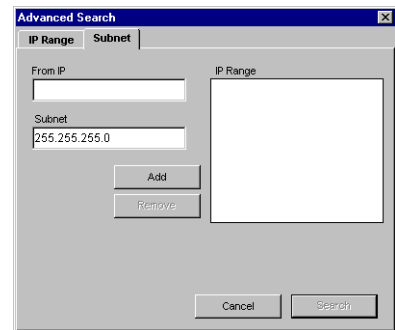 Advanced Search
IP Range Subnet
From IP
IP Range
Subnet
255.255.255.0
Add
Remove
Cancel
Search